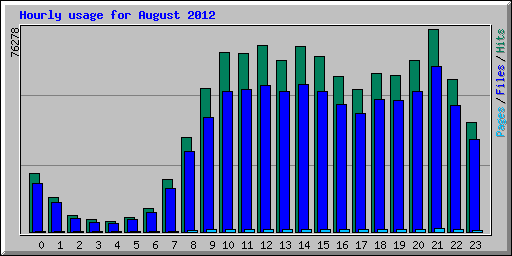 Hourly usage for August 2012
76278
Pages / Files / Hits
0 1 2 3 4 5 6 7 8 9 10 11 12 13 14 15 16 17 18 19 20 21 22 23